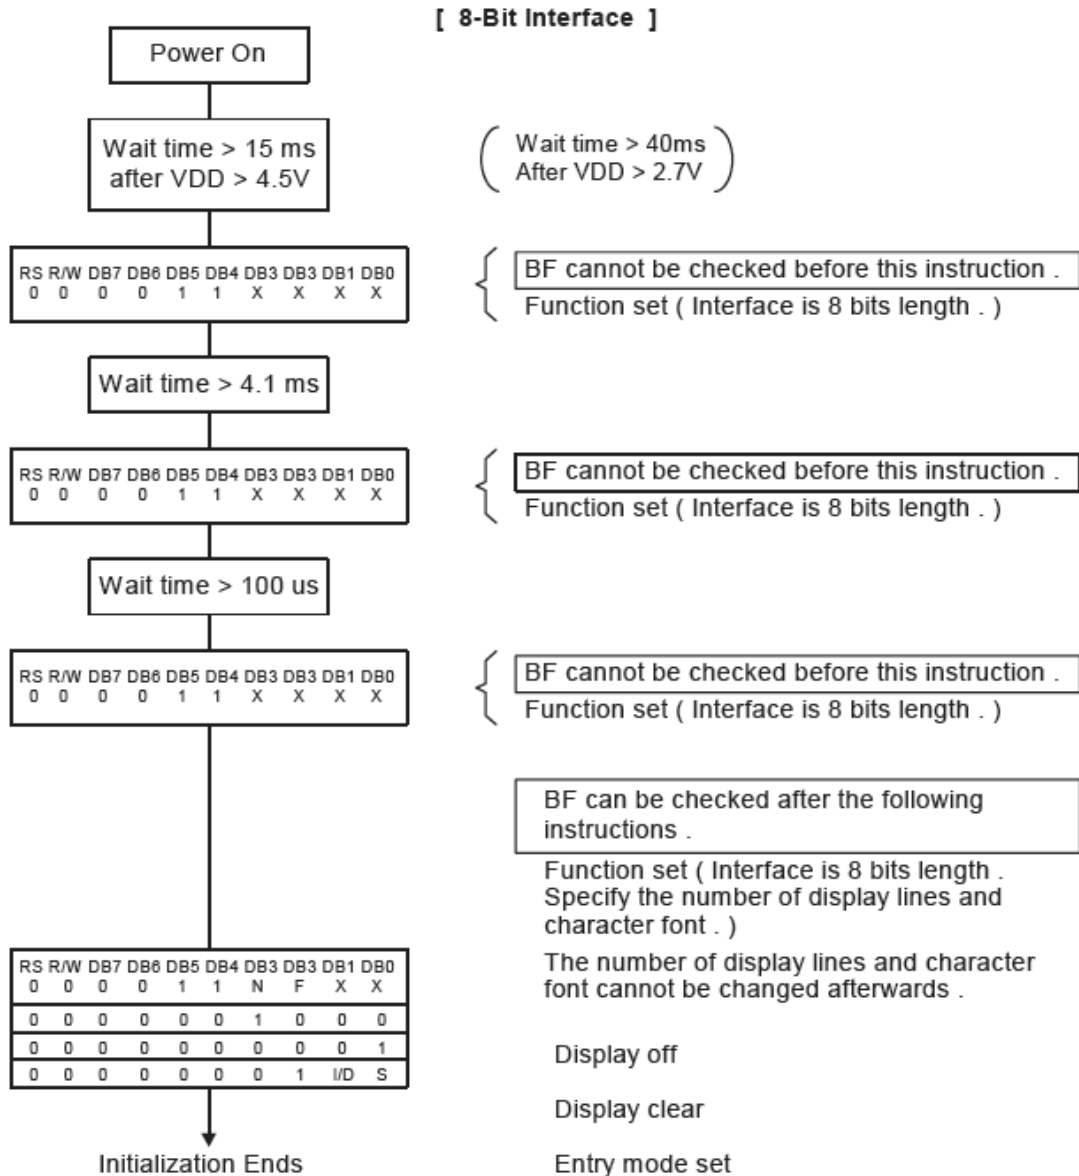 [ 8-Bit Interface ]
Power On
Wait time > 15 ms
after VDD > 4.5V
Wait time > 40ms
After VDD > 2.7V
RS R/W DB7 DB6 DB5 DB4 DB3 DB3 DB1 DB0
0 0 0 0 1 1 X X X X
BF cannot be checked before this instruction .
Function set ( Interface is 8 bits length . )
Wait time > 4.1 ms
RS R/W DB7 DB6 DB5 DB4 DB3 DB3 DB1 DB0
0 0 0 0 1 1 X X X X
BF cannot be checked before this instruction .
Function set ( Interface is 8 bits length . )
Wait time > 100 us
RS R/W DB7 DB6 DB5 DB4 DB3 DB3 DB1 DB0
0 0 0 0 1 1 X X X X
BF cannot be checked before this instruction .
Function set ( Interface is 8 bits length . )
BF can be checked after the following
instructions .
Function set ( Interface is 8 bits length .
Specify the number of display lines and
character font . )
The number of display lines and character
font cannot be changed afterwards .
RS R/W DB7 DB6 DB5 DB4 DB3 DB3 DB1 DB0
0 0 0 0 1 1 N F X X
0 0 0 0 0 0 1 0 0 0
0 0 0 0 0 0 0 0 0 1
0 0 0 0 0 0 0 1 I/D S
Display off
Display clear
Entry mode set
Initialization Ends